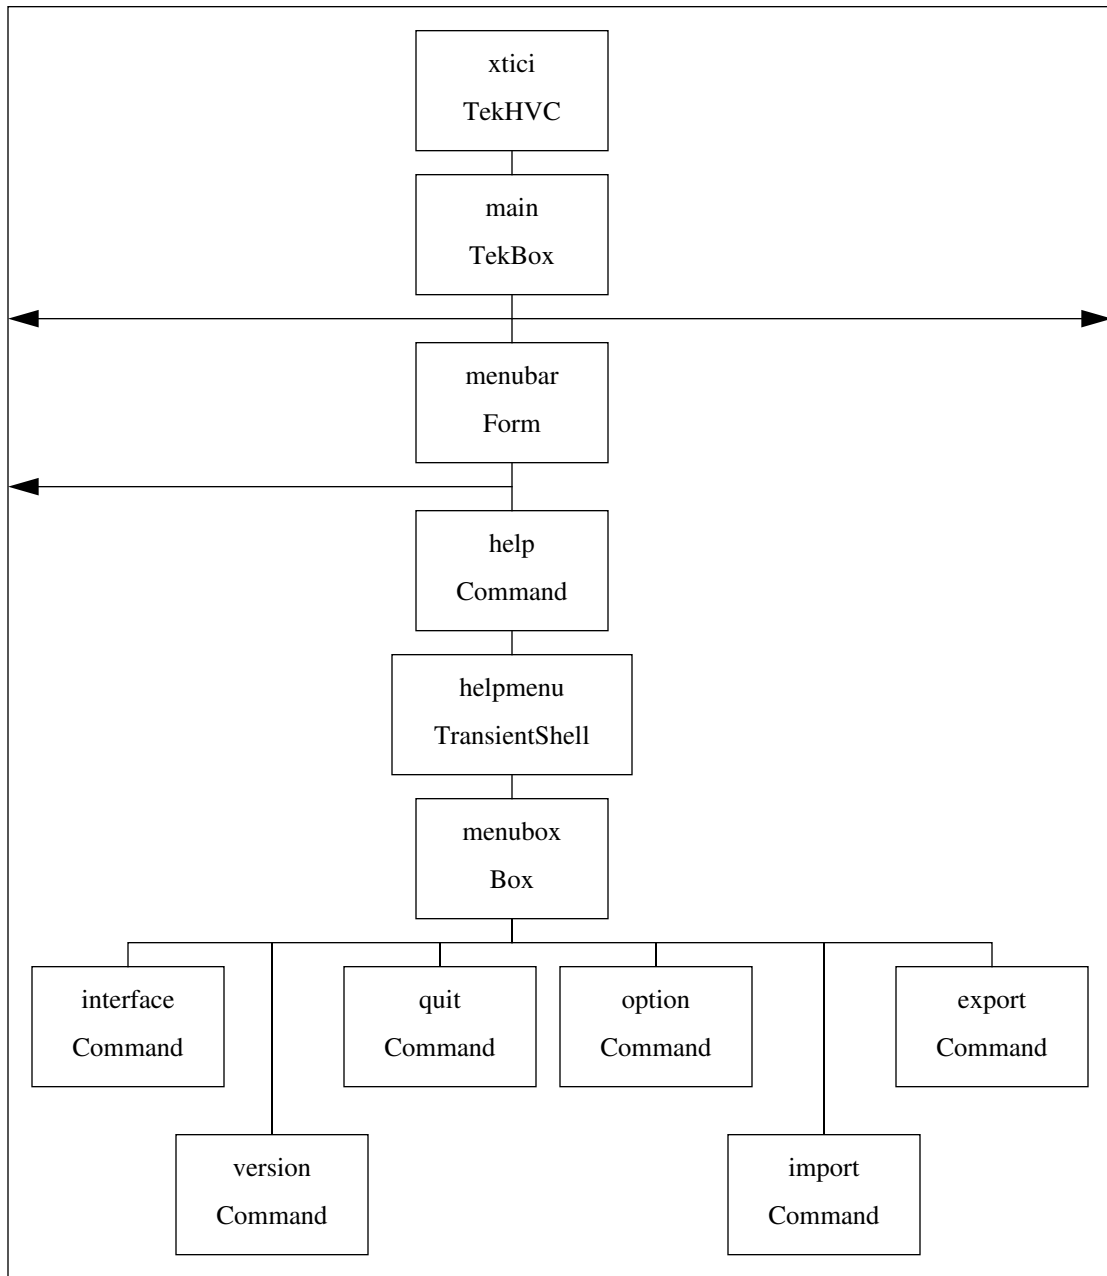 xtici
TekHVC
main
TekBox
menubar
Form
help
Command
helpmenu
TransientShell
menubox
Box
interface
Command
quit
Command
option
Command
export
Command
version
Command
import
Command